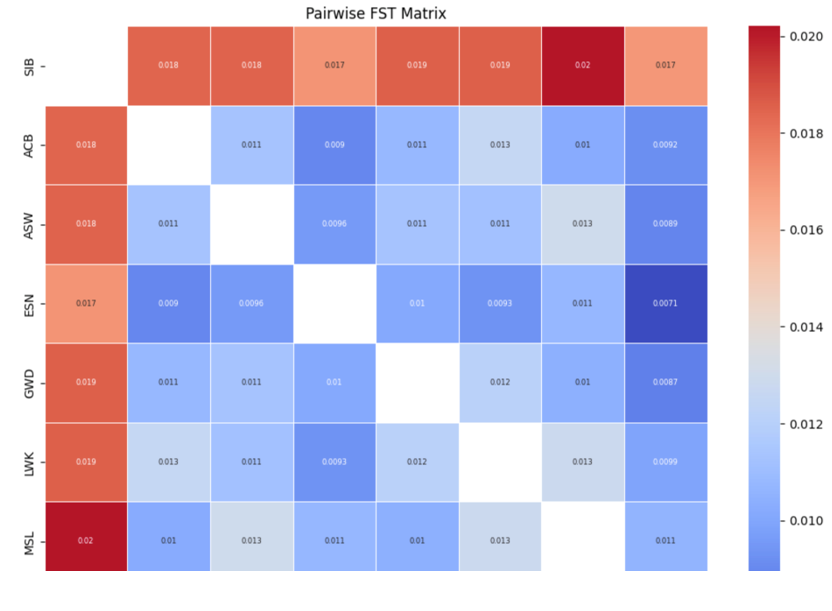 Pairwise FST Matrix
SIB 0.018 0.018 0.017 0.019 0.019 0.02 0.017
ACB 0.018 0.011 0.009 0.011 0.013 0.01 0.0092
ASW 0.018 0.011 0.0096 0.011 0.011 0.013 0.0089
ESN 0.017 0.009 0.0096 0.01 0.0093 0.011 0.0071
GWD 0.019 0.011 0.011 0.01 0.012 0.01 0.0087
LWK 0.019 0.013 0.011 0.0093 0.012 0.013 0.0099
MSL 0.02 0.01 0.013 0.011 0.01 0.013 0.011
0.020
0.018
0.016
0.014
0.012
0.010